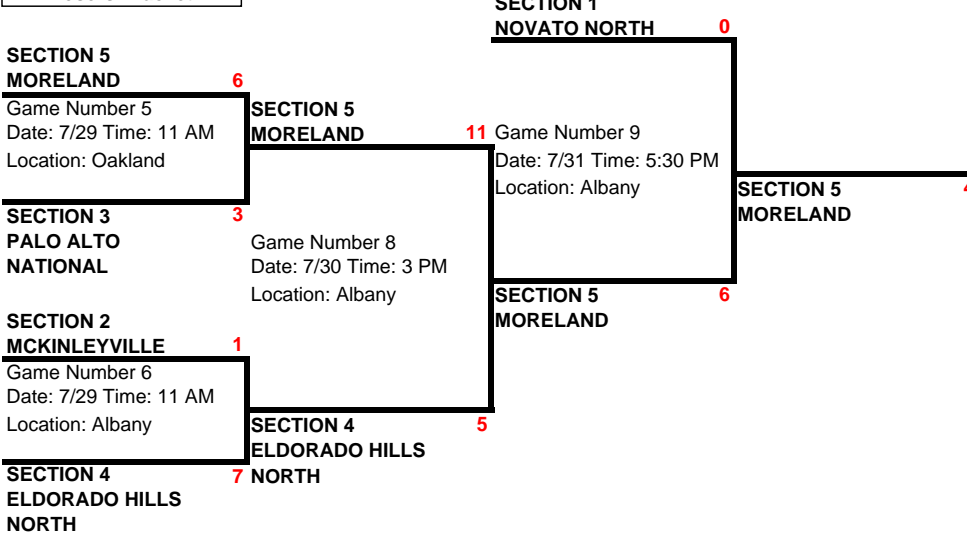 SECTION 1
NOVATO NORTH 0
SECTION 5
MORELAND 6
Game Number 5
Date: 7/29 Time: 11 AM
Location: Oakland
SECTION 3 3
PALO ALTO
NATIONAL
SECTION 5
MORELAND 11
Game Number 9
Date: 7/31 Time: 5:30 PM
Location: Albany
SECTION 5
MORELAND
Game Number 8
Date: 7/30 Time: 3 PM
Location: Albany
SECTION 5 6
MORELAND
SECTION 2
MCKINLEYVILLE 1
Game Number 6
Date: 7/29 Time: 11 AM
Location: Albany
SECTION 4 5
ELDORADO HILLS
NORTH
SECTION 4 7
ELDORADO HILLS
NORTH